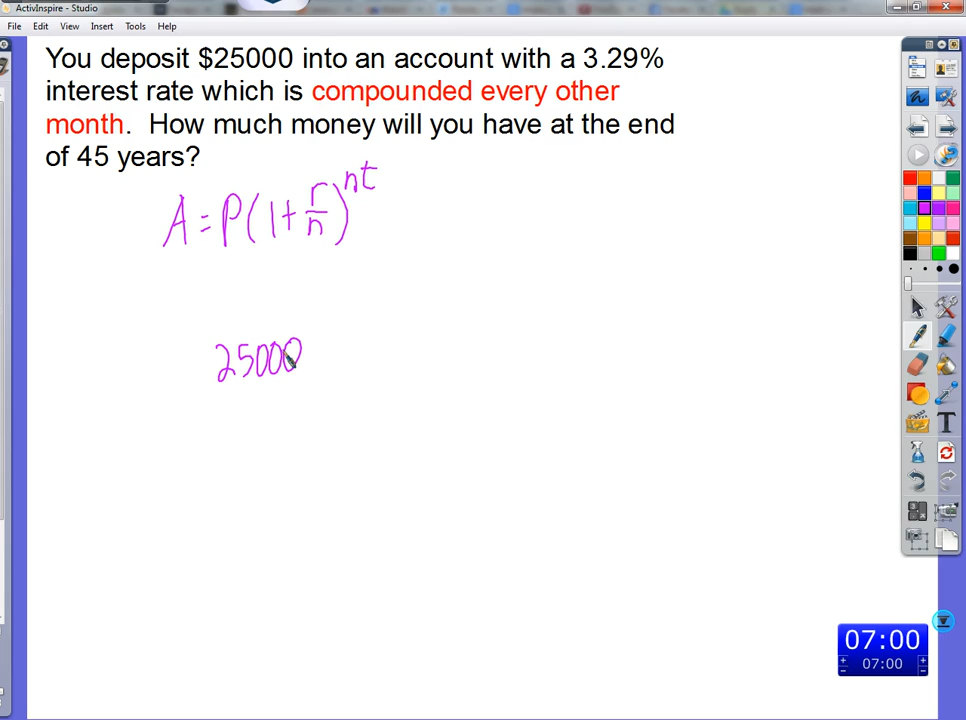 ActivInspire - Studio
File Edit View Insert Tools Help
You deposit $25000 into an account with a 3.29%
interest rate which is compounded every other
month. How much money will you have at the end
of 45 years?
A = P(1 + r/n)^nt
25000
07:00
07:00